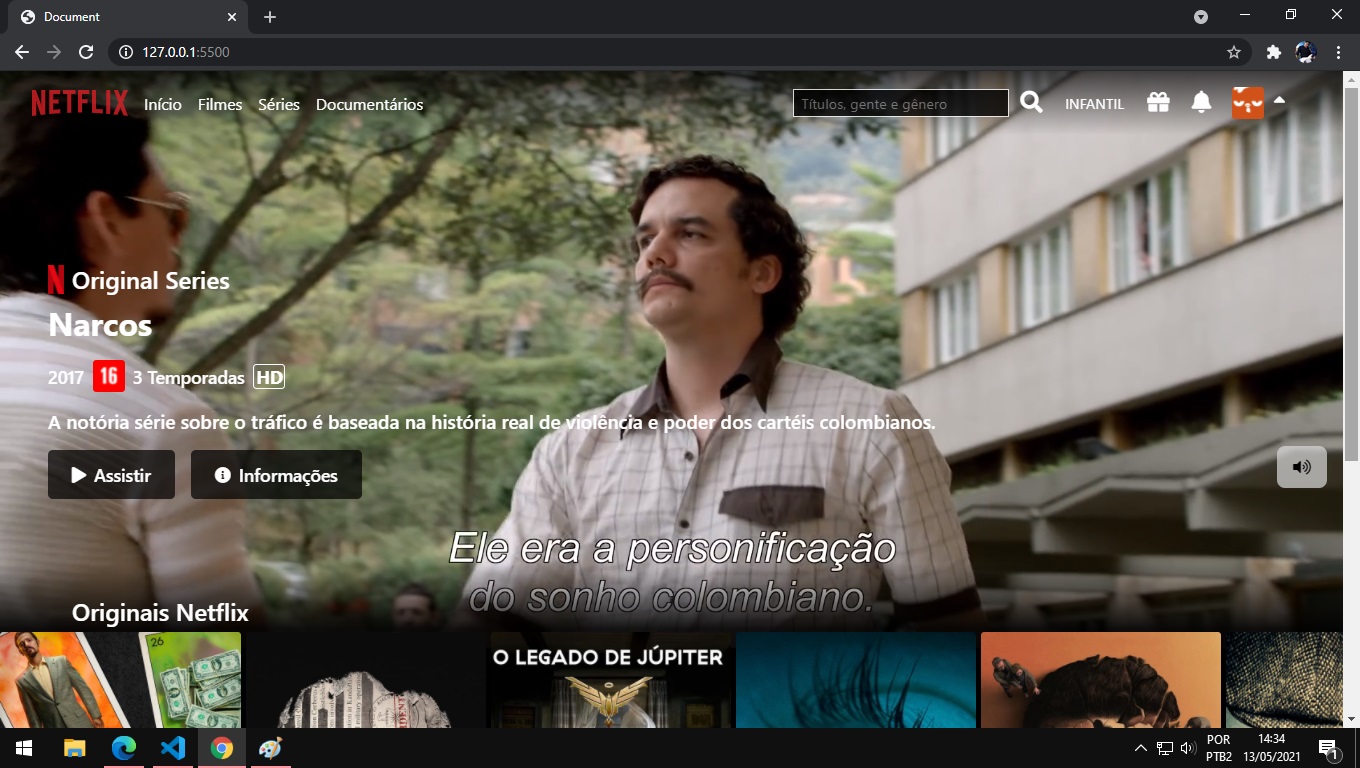 Document
127.0.0.1:5500
NETFLIX Início Filmes Séries Documentários Títulos, gente e gênero INFANTIL
N Original Series
Narcos
2017 16 3 Temporadas HD
A notória série sobre o tráfico é baseada na história real de violência e poder dos cartéis colombianos.
Assistir Informações
Ele era a personificação
do sonho colombiano.
Originais Netflix
26
O LEGADO DE JÚPITER
POR
PTB2
14:34
13/05/2021
1